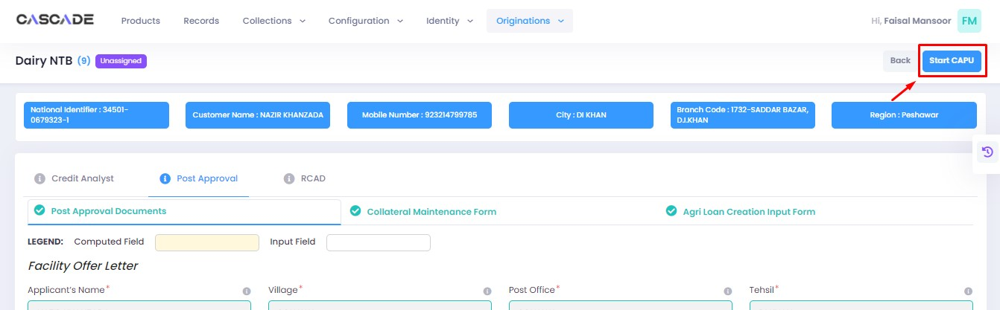 CASCADE Products Records Collections Configuration Identity Originations Hi, Faisal Mansoor FM
Dairy NTB (9) Unassigned Back Start CAPU
National Identifier : 34501-
0679323-1
Customer Name : NAZIR KHANZADA
Mobile Number : 923214799785
City : DI KHAN
Branch Code : 1732-SADDAR BAZAR,
D.I.KHAN
Region : Peshawar
Credit Analyst Post Approval RCAD
Post Approval Documents Collateral Maintenance Form Agri Loan Creation Input Form
LEGEND: Computed Field Input Field
Facility Offer Letter
Applicant's Name* Village* Post Office* Tehsil*